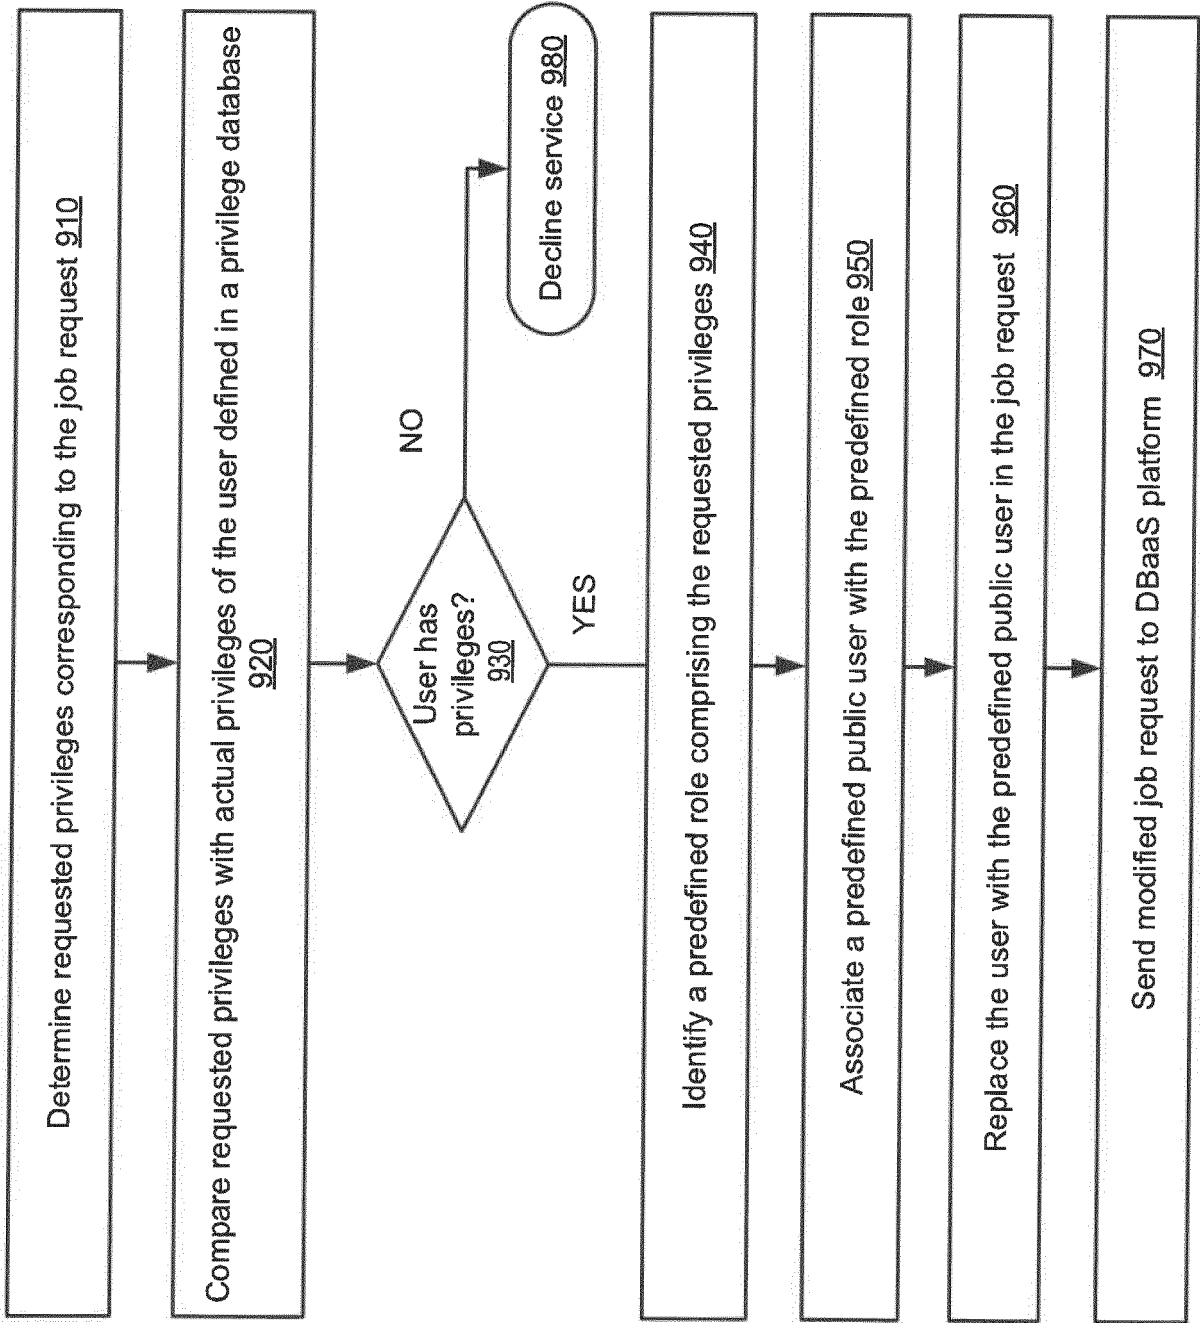 Determine requested privileges corresponding to the job request 910
Compare requested privileges with actual privileges of the user defined in a privilege database
920
User has
privileges?
930
NO
Decline service 980
YES
Identify a predefined role comprising the requested privileges 940
Associate a predefined public user with the predefined role 950
Replace the user with the predefined public user in the job request 960
Send modified job request to DBaaS platform 970